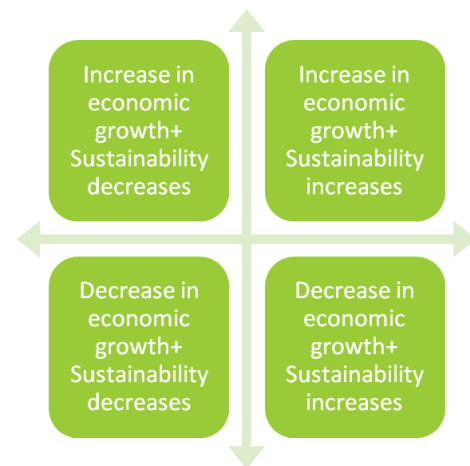 Increase in
economic
growth+
Sustainability
decreases
Increase in
economic
growth+
Sustainability
increases
Decrease in
economic
growth+
Sustainability
decreases
Decrease in
economic
growth+
Sustainability
increases